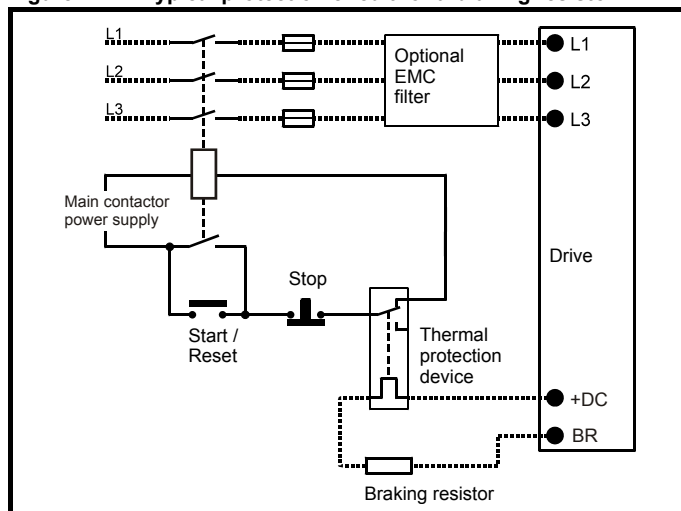 L1
L2
L3
Optional
EMC
filter
L1
L2
L3
Main contactor
power supply
Drive
Stop
Start /
Reset
Thermal
protection
device
+DC
BR
Braking resistor